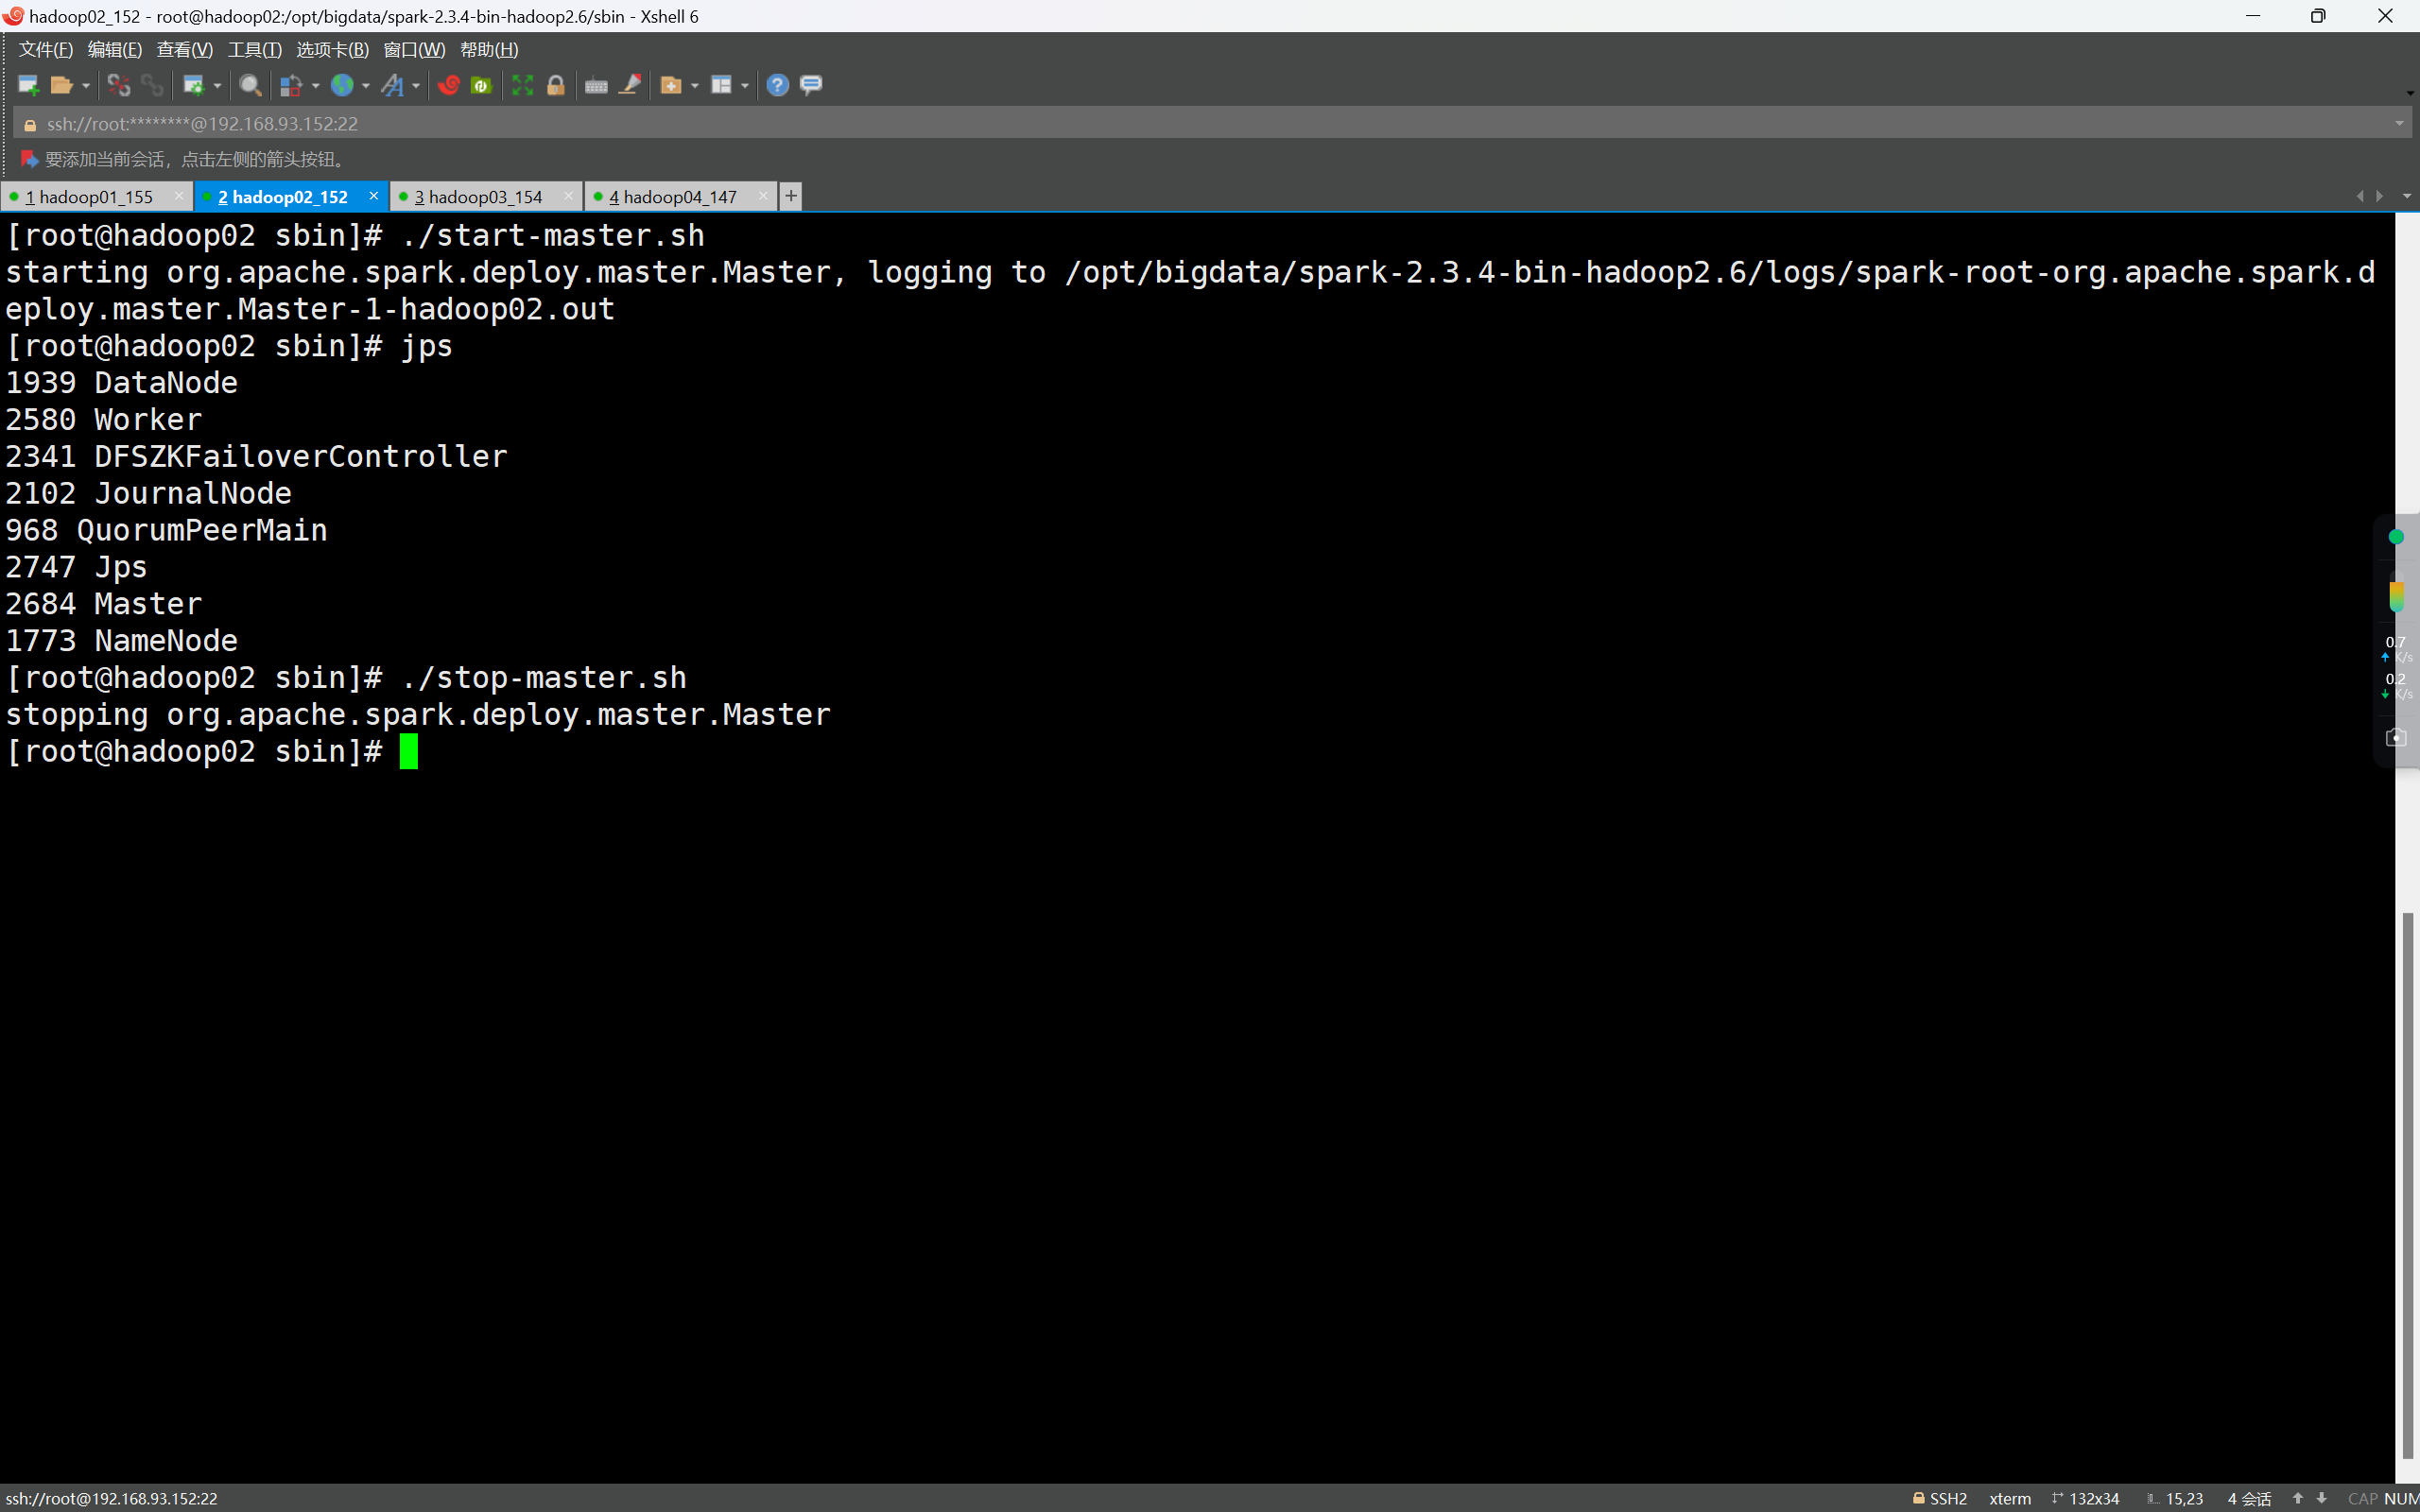 hadoop02_152 - root@hadoop02:/opt/bigdata/spark-2.3.4-bin-hadoop2.6/sbin - Xshell 6
文件(F) 编辑(E) 查看(V) 工具(T) 选项卡(B) 窗口(W) 帮助(H)
ssh://root:********@192.168.93.152:22
要添加当前会话，点击左侧的箭头按钮。
1 hadoop01_155 × 2 hadoop02_152 × 3 hadoop03_154 × 4 hadoop04_147 × +
[root@hadoop02 sbin]# ./start-master.sh
starting org.apache.spark.deploy.master.Master, logging to /opt/bigdata/spark-2.3.4-bin-hadoop2.6/logs/spark-root-org.apache.spark.d
eploy.master.Master-1-hadoop02.out
[root@hadoop02 sbin]# jps
1939 DataNode
2580 Worker
2341 DFSZKFailoverController
2102 JournalNode
968 QuorumPeerMain
2747 Jps
2684 Master
1773 NameNode
[root@hadoop02 sbin]# ./stop-master.sh
stopping org.apache.spark.deploy.master.Master
[root@hadoop02 sbin]#
0.7
K/s
0.2
K/s
ssh://root@192.168.93.152:22 SSH2 xterm 132x34 15,23 4 会话 CAP NUM